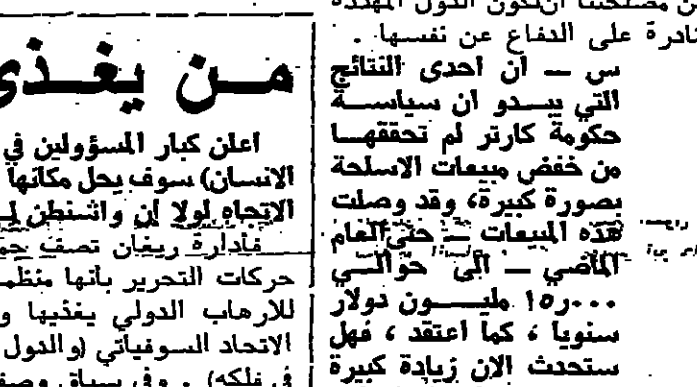 من مصلحتنا ان تكون الدول المهددة
قادرة على الدفاع عن نفسها .
س — ان احدى النتائج
التي يبدو ان سياسة
حكومة كارتر لم تحققها
من خفض مبيعات الاسلحة
بصورة كبيرة، وقد وصلت
هذه المبيعات — حتى العام
الماضي — الى حوالي
١٥٫٠٠٠ مليون دولار
سنويا ، كما اعتقد ، فهل
ستحدث الان زيادة كبيرة
من يغذي
اعلن كبار المسؤولين في
الانسان) سوف يحل مكانها
الاتجاه لولا ان واشنطن
فادارة ريغان تصف
حركات التحرير بأنها
للارهاب الدولي يغذيها و
الاتحاد السوفياتي (والدول
في فلكه) . وفي سياق